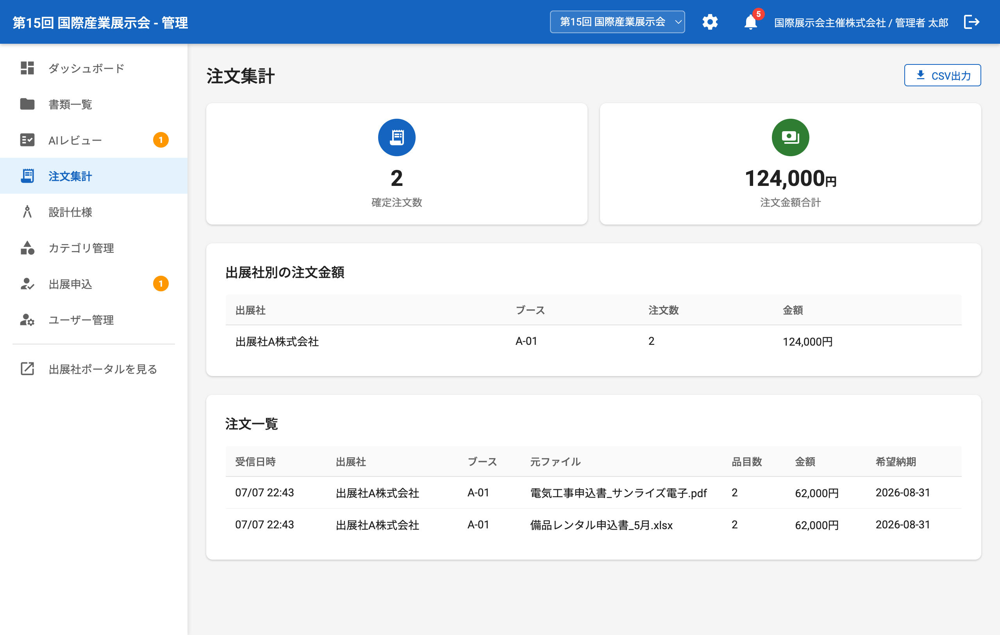 第15回 国際産業展示会 - 管理
第15回 国際産業展示会
5
国際展示会主催株式会社 / 管理者 太郎
ダッシュボード
書類一覧
AIレビュー 1
注文集計
設計仕様
カテゴリ管理
出展申込 1
ユーザー管理
出展社ポータルを見る
注文集計
CSV出力
2
確定注文数
124,000円
注文金額合計
出展社別の注文金額
出展社 ブース 注文数 金額
出展社A株式会社 A-01 2 124,000円
注文一覧
受信日時 出展社 ブース 元ファイル 品目数 金額 希望納期
07/07 22:43 出展社A株式会社 A-01 電気工事申込書_サンライズ電子.pdf 2 62,000円 2026-08-31
07/07 22:43 出展社A株式会社 A-01 備品レンタル申込書_5月.xlsx 2 62,000円 2026-08-31